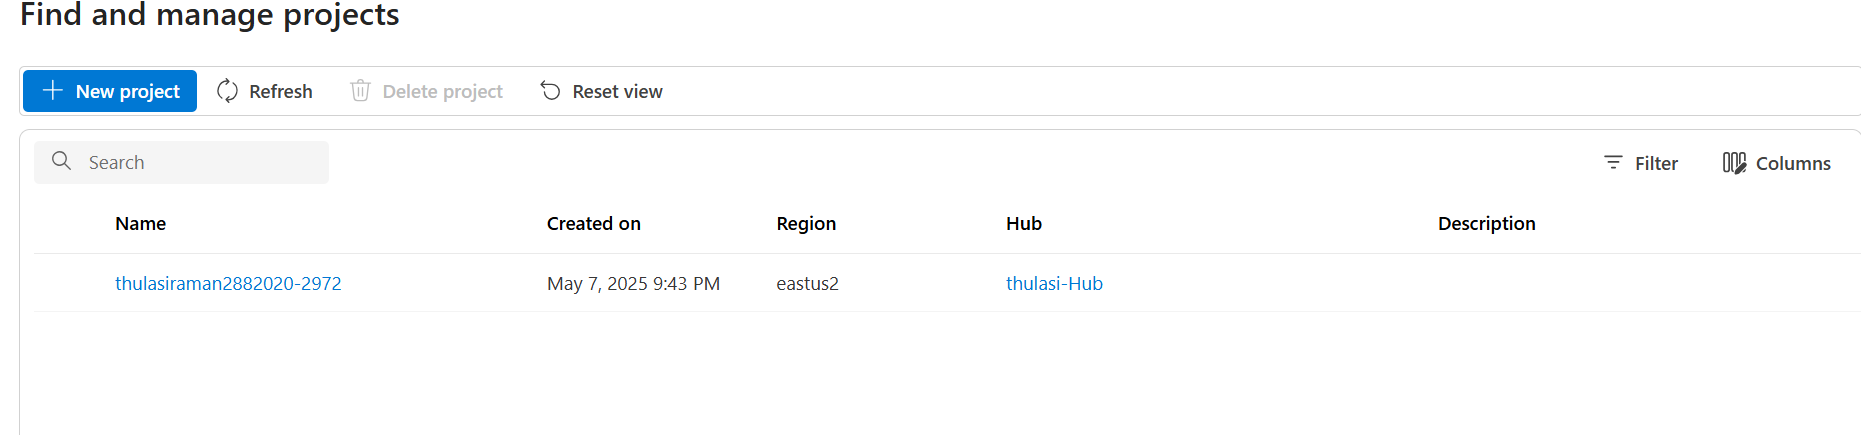 Find and manage projects
New project Refresh Delete project Reset view
Search Filter Columns
Name Created on Region Hub Description
thulasiraman2882020-2972 May 7, 2025 9:43 PM eastus2 thulasi-Hub